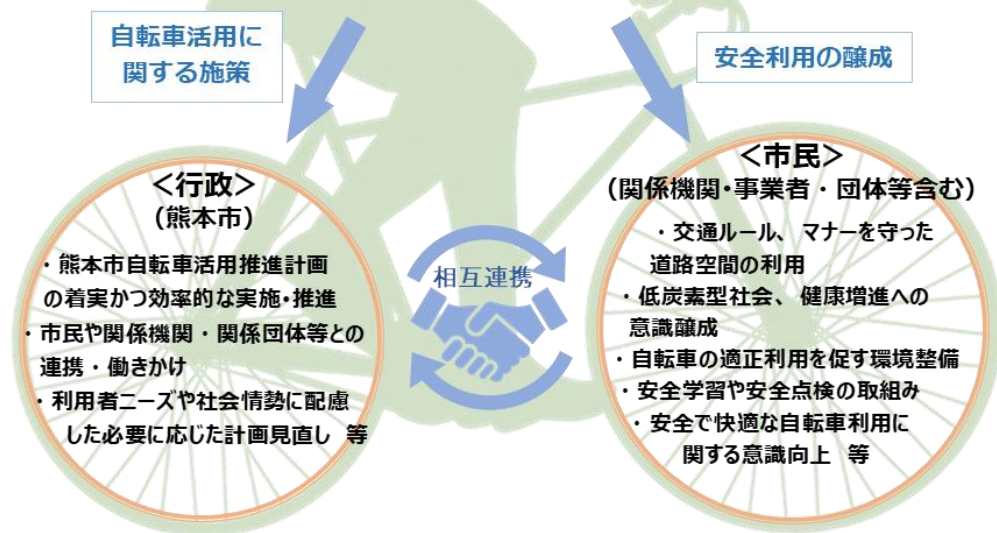 自転車活用に
関する施策
安全利用の醸成
＜行政＞
(熊本市)
・熊本市自転車活用推進計画
の着実かつ効率的な実施・推進
・市民や関係機関・関係団体等との
連携・働きかけ
・利用者ニーズや社会情勢に配慮
した必要に応じた計画見直し 等
相互連携
＜市民＞
(関係機関・事業者・団体等含む)
・交通ルール、マナーを守った
道路空間の利用
・低炭素型社会、健康増進への
意識醸成
・自転車の適正利用を促す環境整備
・安全学習や安全点検の取組み
・安全で快適な自転車利用に
関する意識向上 等